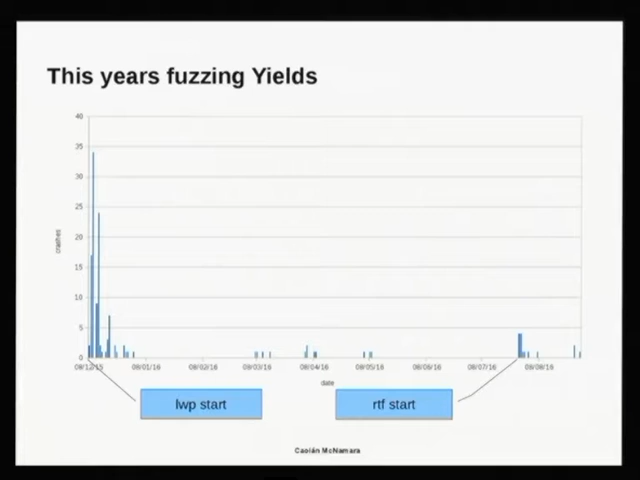 This years fuzzing Yields
40
35
30
25
20
15
10
5
0
crashes
08/12/15 08/01/16 08/02/16 08/03/16 08/04/16 08/05/16 08/06/16 08/07/16 08/08/16
date
lwp start rtf start
Caolán McNamara